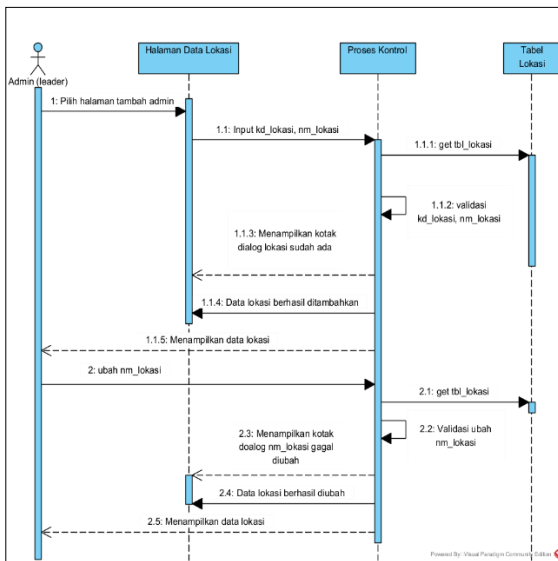 Halaman Data Lokasi
Proses Kontrol
Tabel
Lokasi
Admin (leader)
1: Pilih halaman tambah admin
1.1: Input kd_lokasi, nm_lokasi
1.1.1: get tbl_lokasi
1.1.2: validasi
kd_lokasi, nm_lokasi
1.1.3: Menampilkan kotak
dialog lokasi sudah ada
1.1.4: Data lokasi berhasil ditambahkan
1.1.5: Menampilkan data lokasi
2: ubah nm_lokasi
2.1: get tbl_lokasi
2.2: Validasi ubah
nm_lokasi
2.3: Menampilkan kotak
doalog nm_lokasi gagal
diubah
2.4: Data lokasi berhasil diubah
2.5: Menampilkan data lokasi
Powered By: Visual Paradigm Community Edition